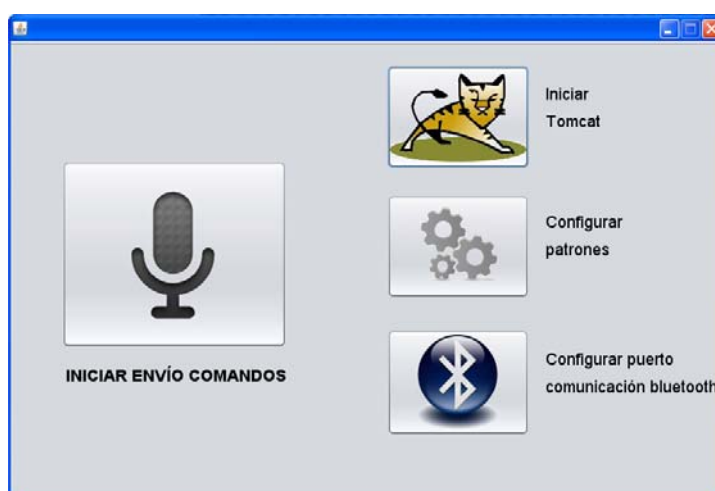 Iniciar
Tomcat
Configurar
patrones
INICIAR ENVÍO COMANDOS
Configurar puerto
comunicación bluetooth